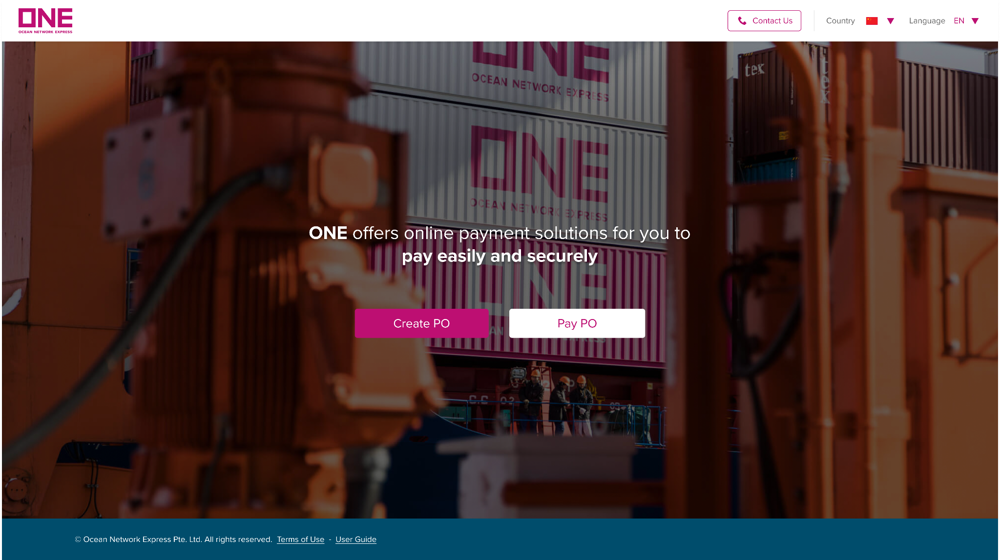 ONE
OCEAN NETWORK EXPRESS
Contact Us
Country
Language EN
ONE
OCEAN NETWORK EXPRESS
tex
tex
ONE
OCEAN NETWORK EXPRESS
ONE offers online payment solutions for you to
pay easily and securely
ONE
Create PO
Pay PO
© Ocean Network Express Pte. Ltd. All rights reserved. Terms of Use - User Guide